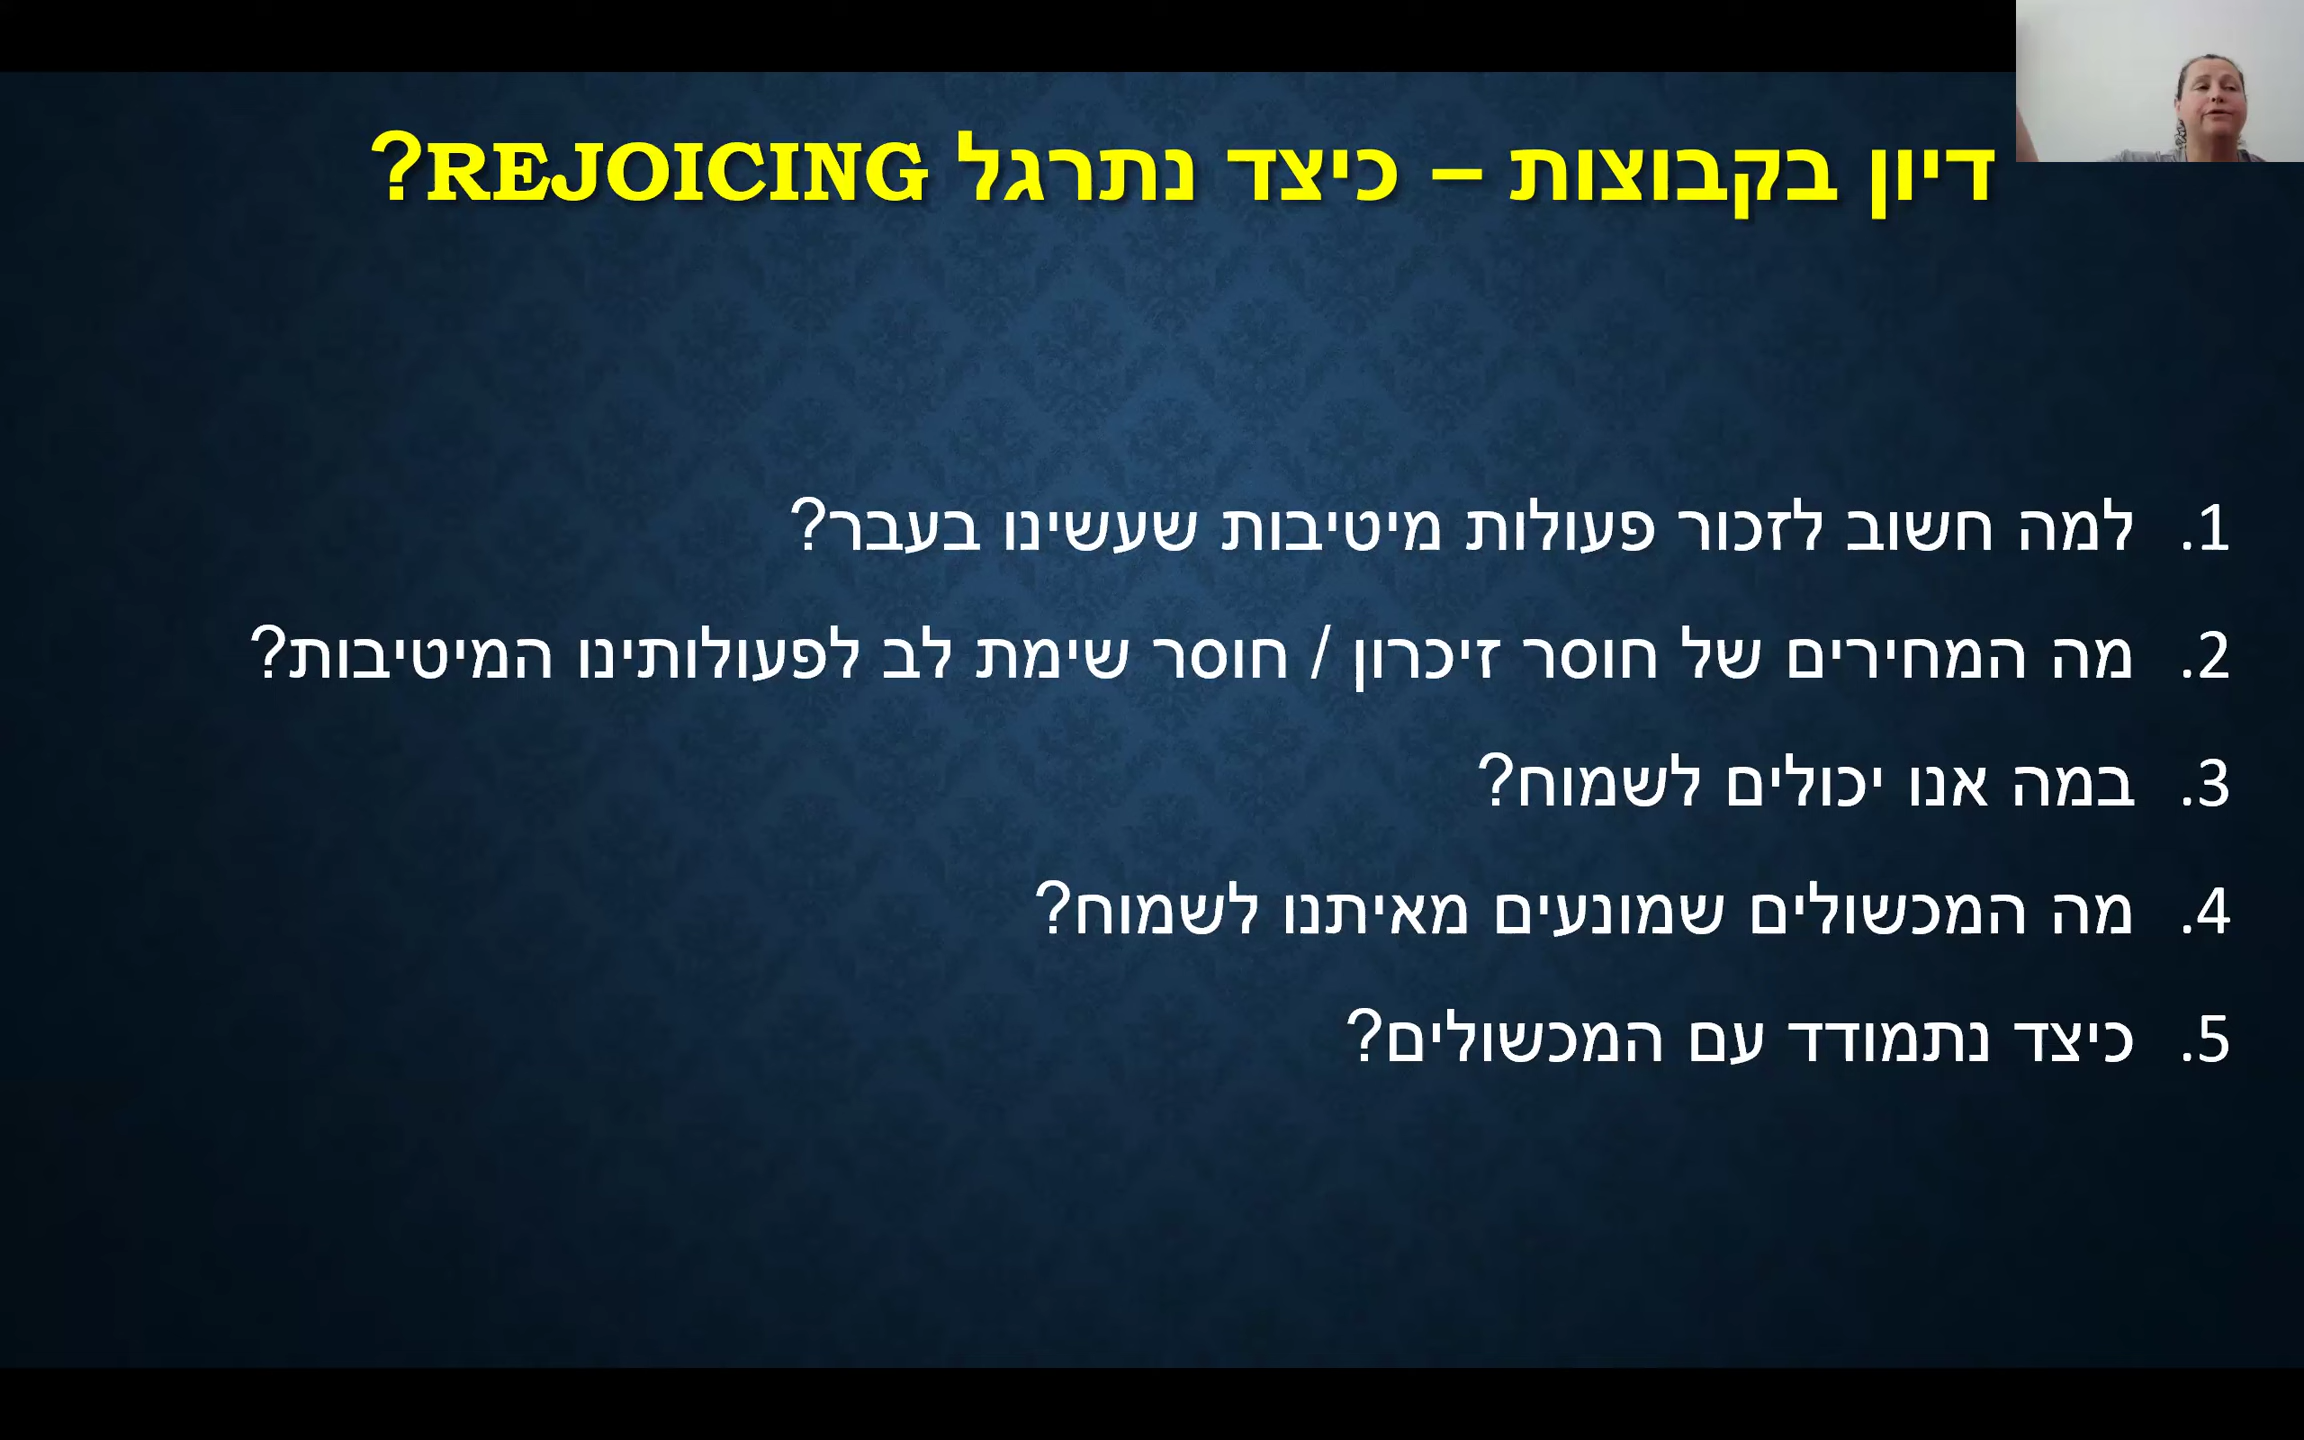 דיון בקבוצות – כיצד נתרגל REJOICING?
1. למה חשוב לזכור פעולות מיטיבות שעשינו בעבר?
2. מה המחירים של חוסר זיכרון / חוסר שימת לב לפעולותינו המיטיבות?
3. במה אנו יכולים לשמוח?
4. מה המכשולים שמונעים מאיתנו לשמוח?
5. כיצד נתמודד עם המכשולים?